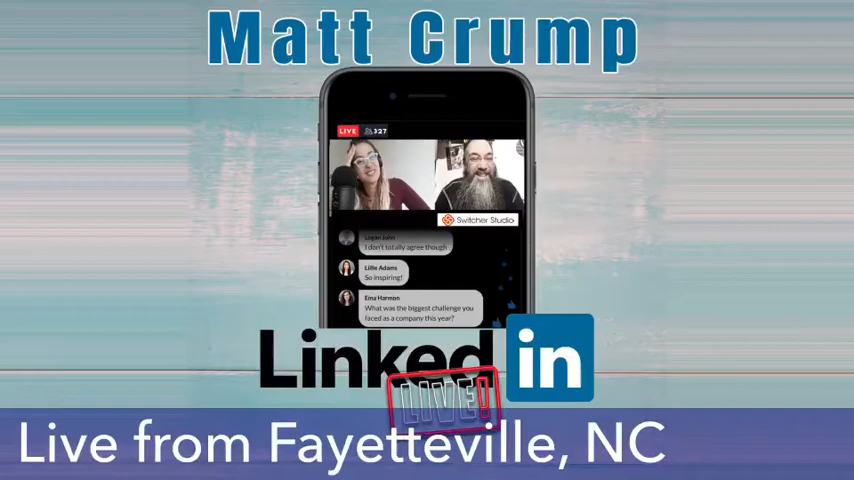 Matt Crump
LIVE 327
Switcher Studio
Logan John
I don't totally agree though
Lillie Adams
So inspiring!
Ema Harmon
What was the biggest challenge you
faced as a company this year?
Linked in
LIVE!
Live from Fayetteville, NC